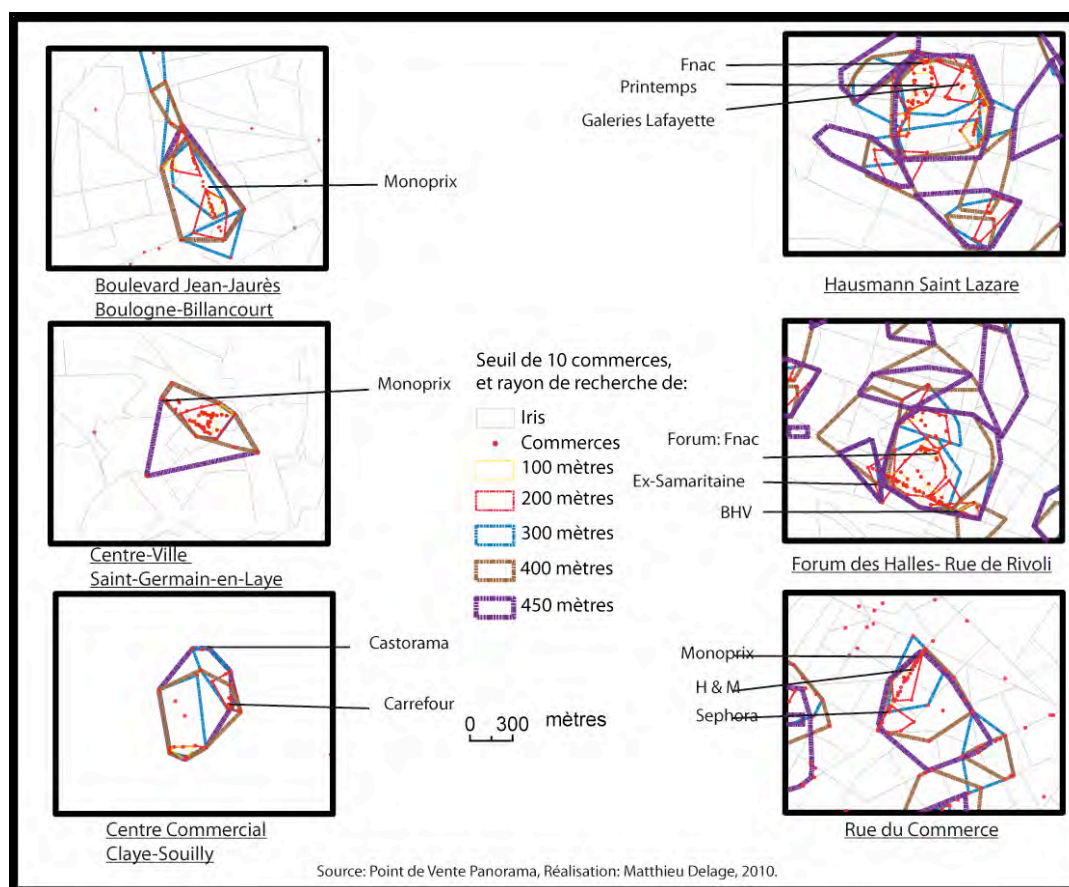 Fnac
Printemps
Galeries Lafayette
Monoprix
Boulevard Jean-Jaurès
Boulogne-Billancourt
Hausmann Saint Lazare
Monoprix
Seuil de 10 commerces,
et rayon de recherche de:
Iris
Commerces
100 mètres
200 mètres
300 mètres
400 mètres
450 mètres
Forum: Fnac
Ex-Samaritaine
BHV
Centre-Ville
Saint-Germain-en-Laye
Forum des Halles- Rue de Rivoli
Castorama
Carrefour
0 300 mètres
Monoprix
H & M
Sephora
Centre Commercial
Claye-Souilly
Rue du Commerce
Source: Point de Vente Panorama, Réalisation: Matthieu Delage, 2010.